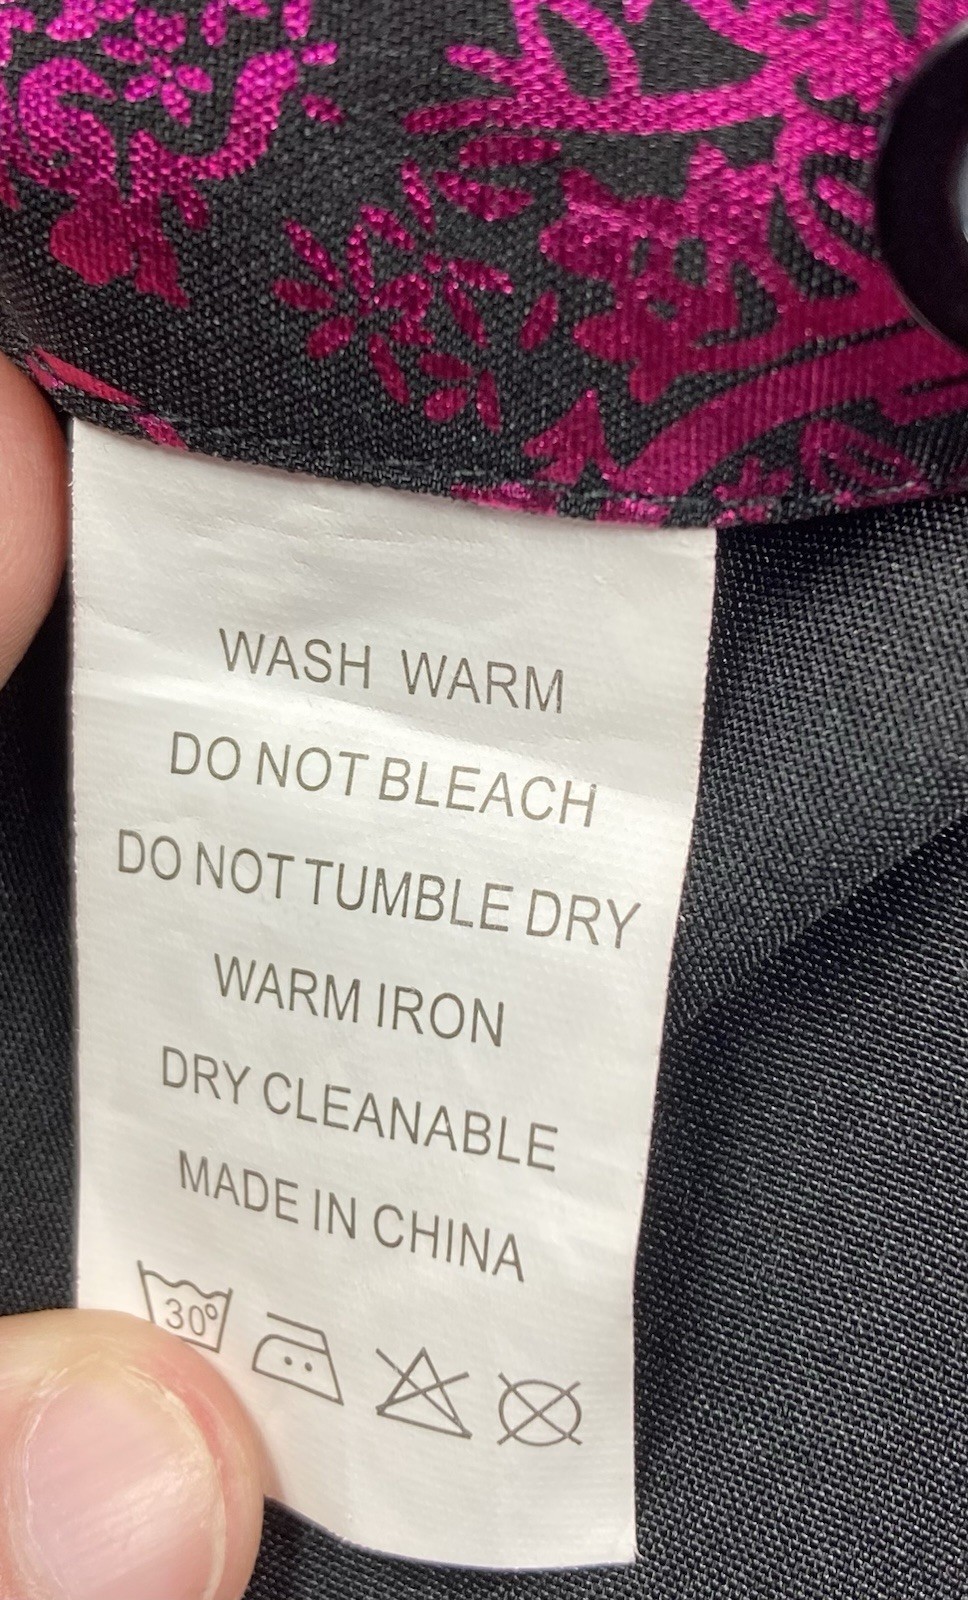 WASH WARM
DO NOT BLEACH
DO NOT TUMBLE DRY
WARM IRON
DRY CLEANABLE
MADE IN CHINA
30°